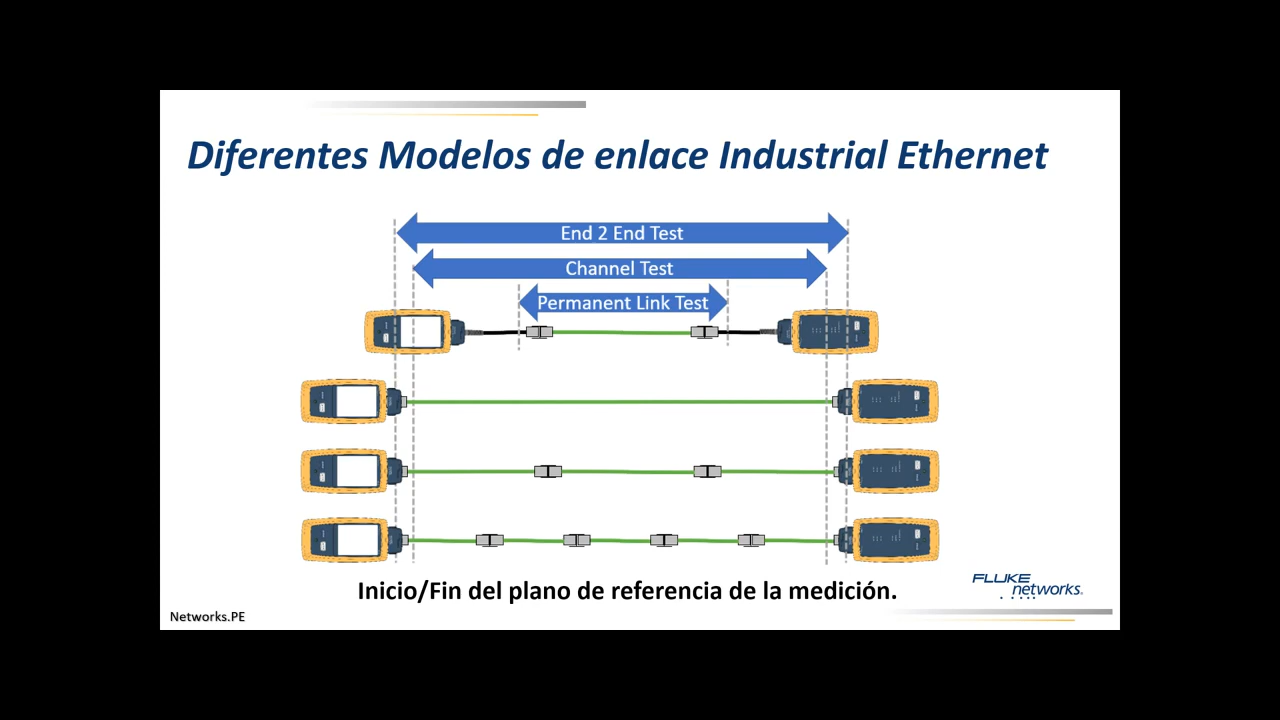 Diferentes Modelos de enlace Industrial Ethernet
End 2 End Test
Channel Test
Permanent Link Test
Inicio/Fin del plano de referencia de la medición.
FLUKE
networks®
Networks.PE